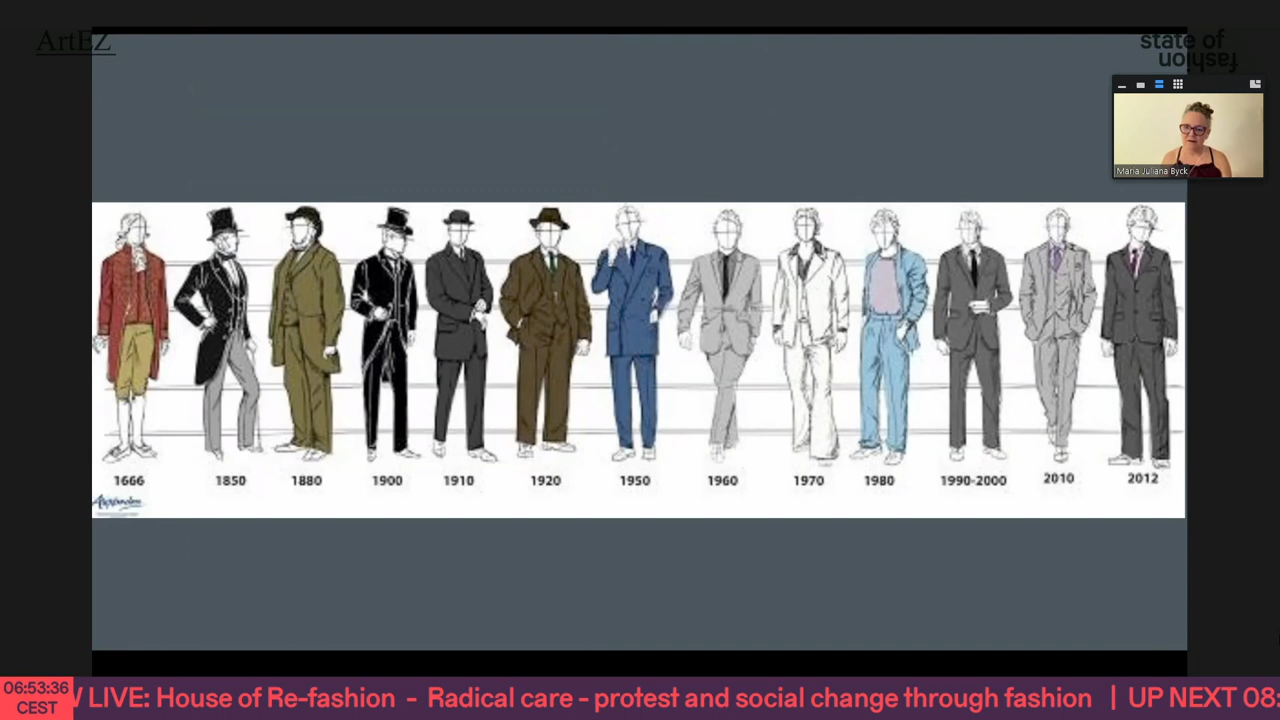 ArtEZ
state of
fashion
Maria Juliana Byck
1666 1850 1880 1900 1910 1920 1950 1960 1970 1980 1990-2000 2010 2012
06:53:36
CEST
LIVE: House of Re-fashion - Radical care - protest and social change through fashion | UP NEXT 08: